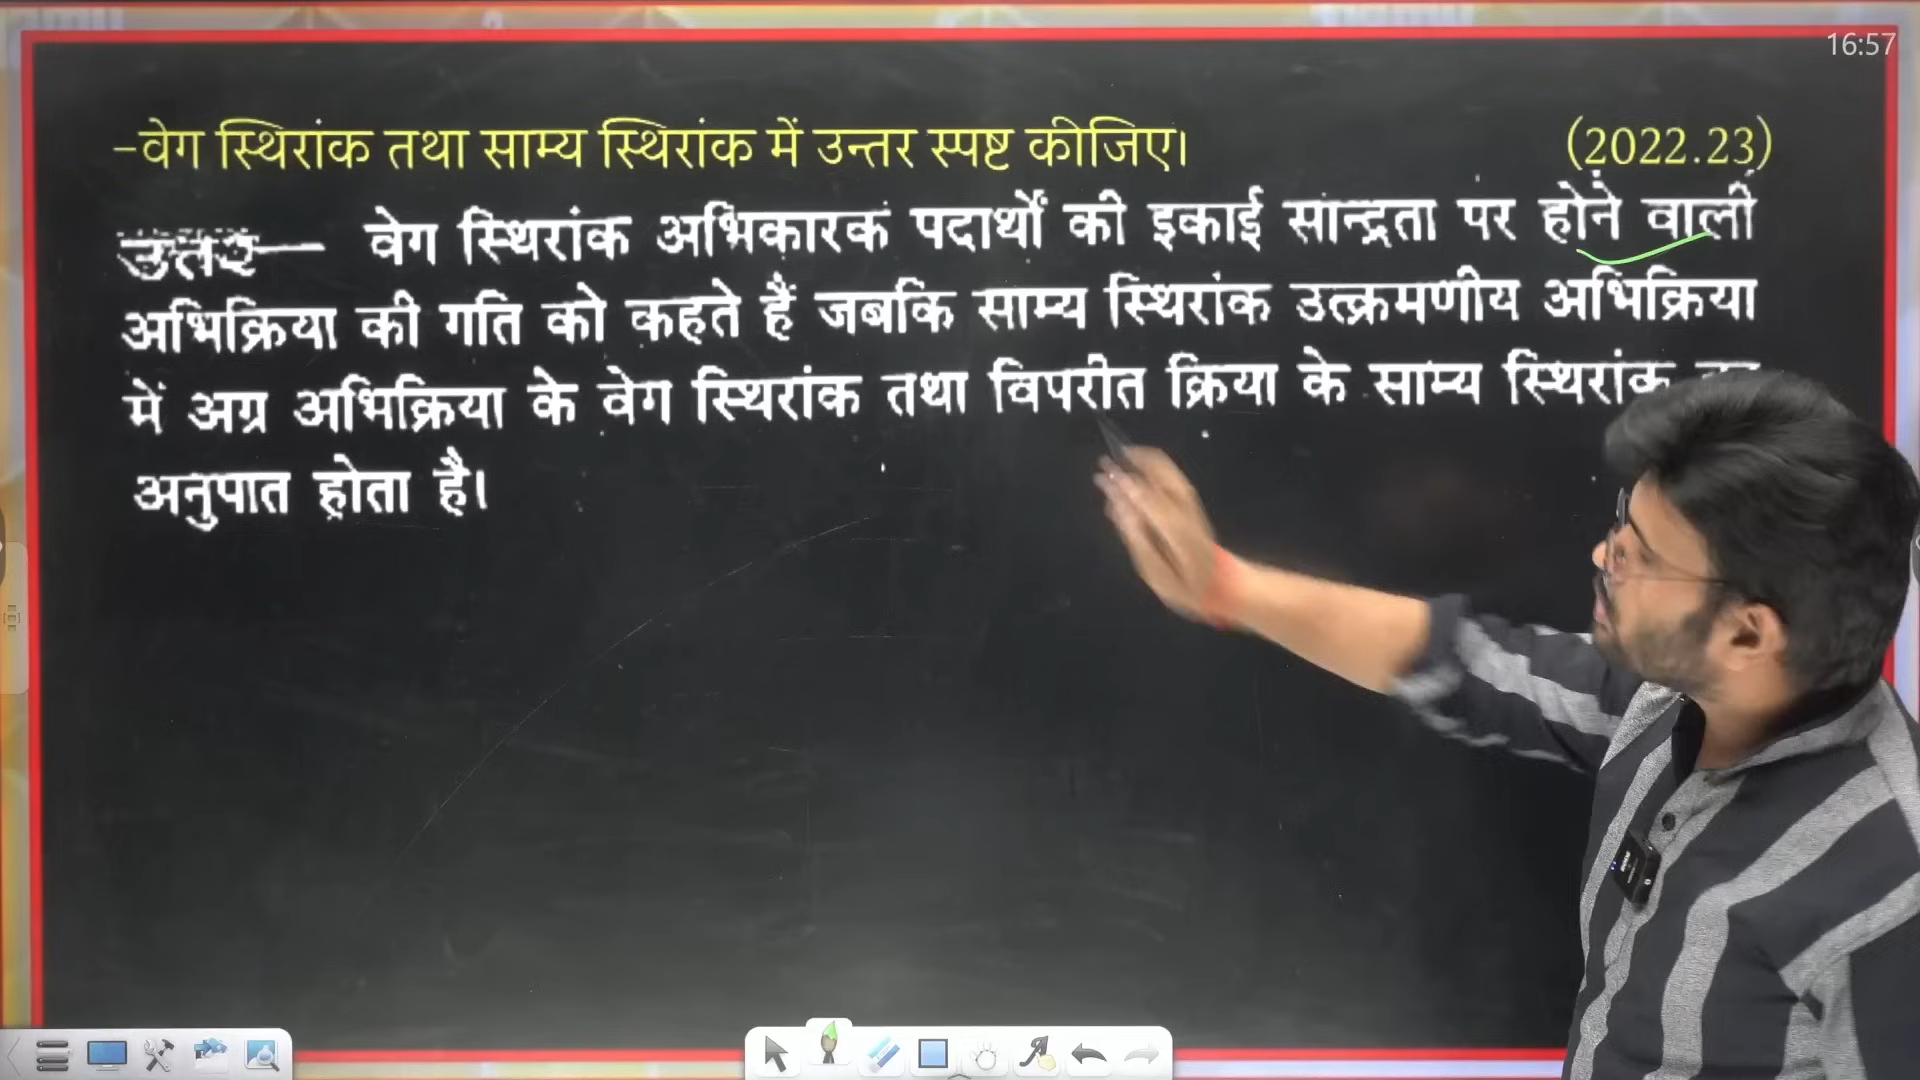 16:57
-वेग स्थिरांक तथा साम्य स्थिरांक में उन्तर स्पष्ट कीजिए। (2022.23)
उत्तर— वेग स्थिरांक अभिकारक पदार्थों की इकाई सान्द्रता पर होने वाली
अभिक्रिया की गति को कहते हैं जबकि साम्य स्थिरांक उत्क्रमणीय अभिक्रिया
में अग्र अभिक्रिया के वेग स्थिरांक तथा विपरीत क्रिया के साम्य स्थिरांक
अनुपात होता है।